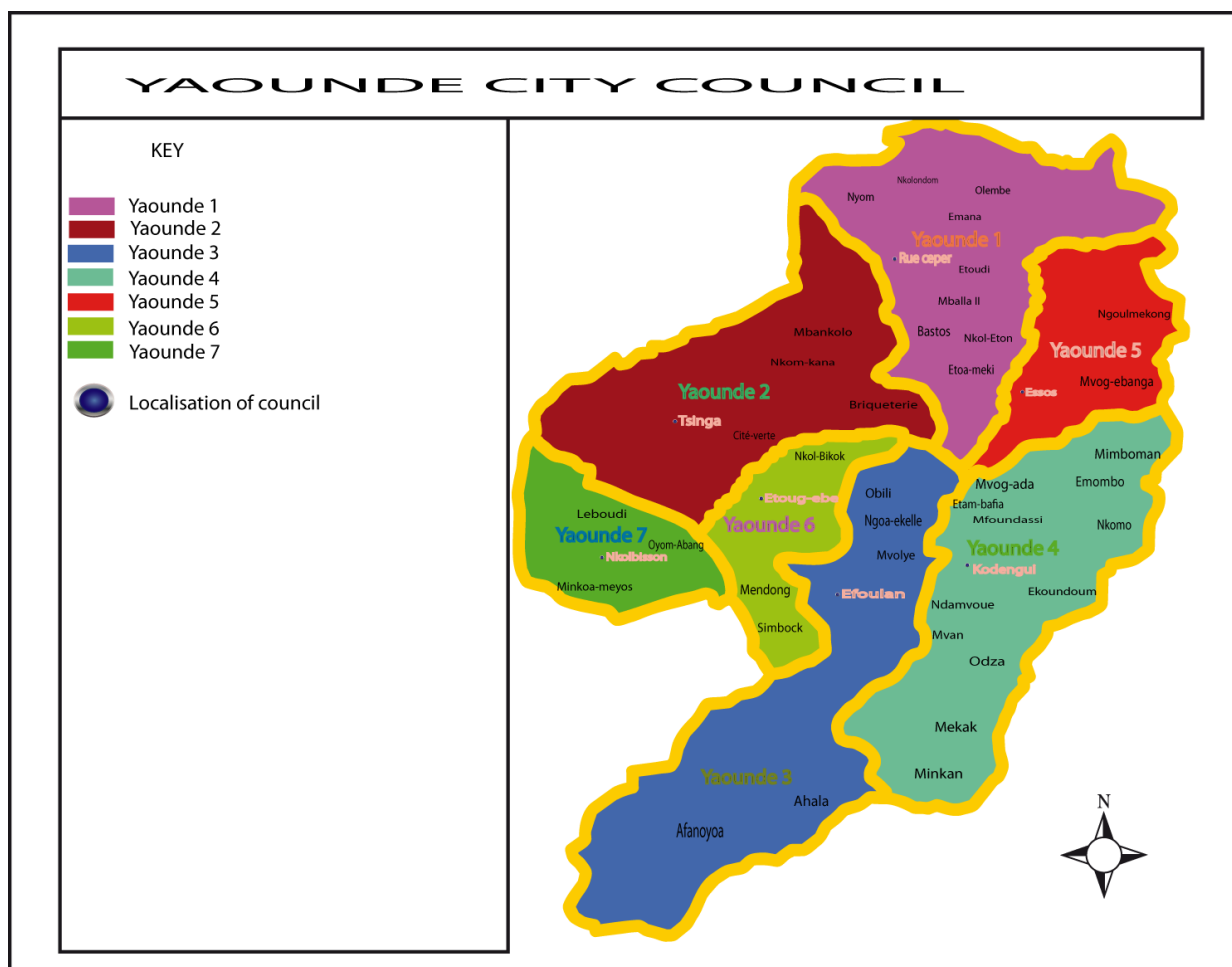 YAOUNDE CITY COUNCIL
KEY
Yaounde 1
Yaounde 2
Yaounde 3
Yaounde 4
Yaounde 5
Yaounde 6
Yaounde 7
Localisation of council
Nkolondom
Nyom
Olembe
Emana
Yaounde 1
Rue ceper
Etoudi
Mballa II
Bastos
Nkol-Eton
Etoa-meki
Ngoulmekong
Yaounde 5
Mvog-ebanga
Essos
Mbankolo
Nkom-kana
Yaounde 2
Briqueterie
Tsinga
Cité-verte
Nkol-Bikok
Etoug-ebe
Yaounde 6
Mendong
Simbock
Leboudi
Yaounde 7
Oyom-Abang
Nkolbisson
Minkoa-meyos
Obili
Ngoa-ekelle
Mvolye
Efoulan
Yaounde 3
Ahala
Afanoyoa
Mimboman
Mvog-ada
Emombo
Etam-bafia
Mfoundassi
Nkomo
Yaounde 4
Kodengui
Ekoundoum
Ndamvoue
Mvan
Odza
Mekak
Minkan
N